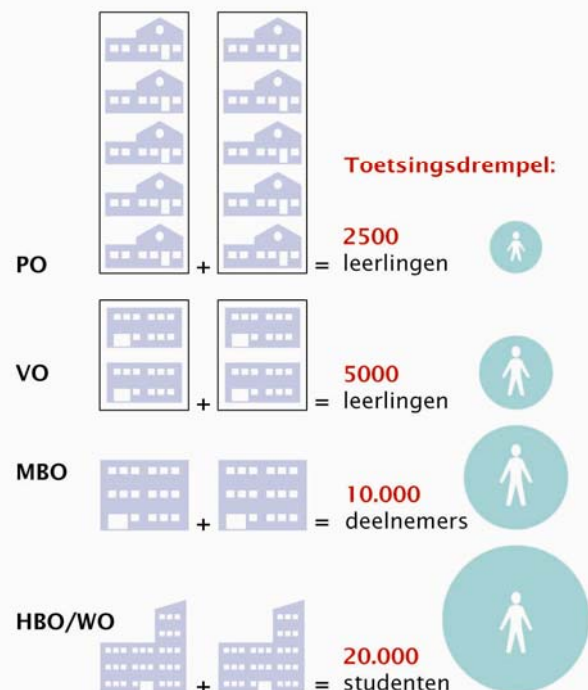 Toetsingsdrempel:
PO + = 2500 leerlingen
VO + = 5000 leerlingen
MBO + = 10.000 deelnemers
HBO/WO + = 20.000 studenten